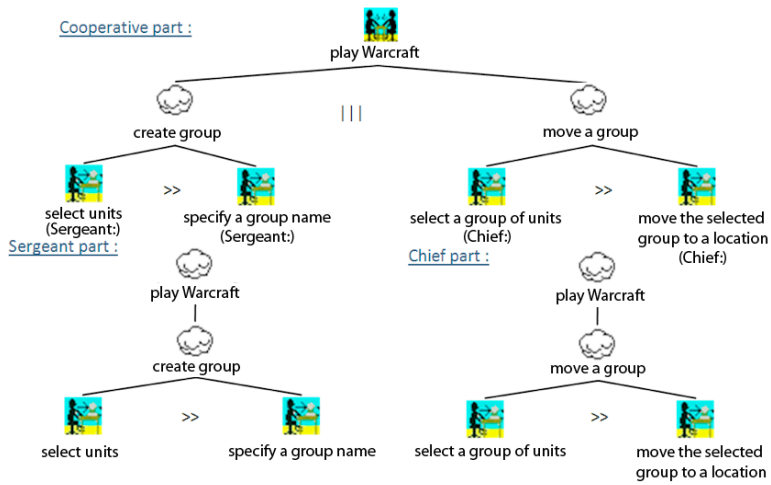 Cooperative part :
play Warcraft
create group
|||
move a group
select units
(Sergeant:)
>>
specify a group name
(Sergeant:)
select a group of units
(Chief:)
>>
move the selected
group to a location
(Chief:)
Sergeant part :
play Warcraft
create group
select units
>>
specify a group name
Chief part :
play Warcraft
move a group
select a group of units
>>
move the selected
group to a location